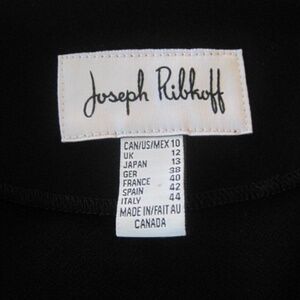 Joseph Ribkoff
CAN/US/MEX 10
UK 12
JAPAN 13
GER 38
FRANCE 40
SPAIN 42
ITALY 44
MADE IN/FAIT AU
CANADA